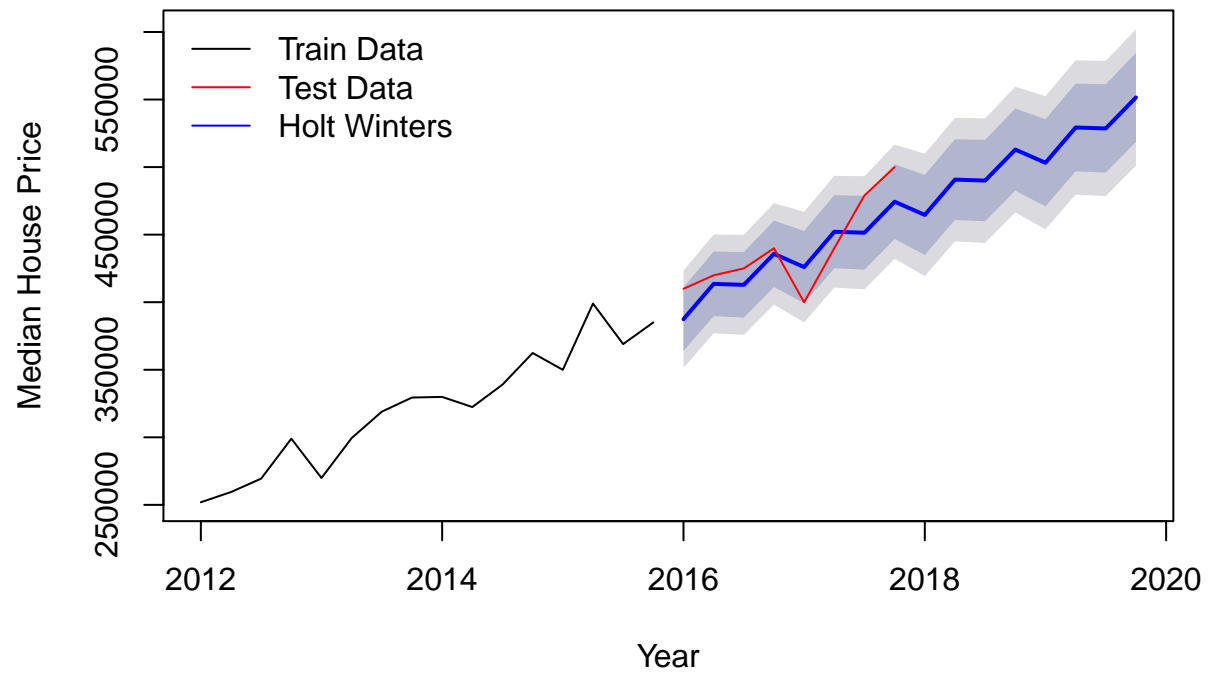 Train Data
Test Data
Holt Winters
Median House Price
550000
450000
350000
250000
2012 2014 2016 2018 2020
Year